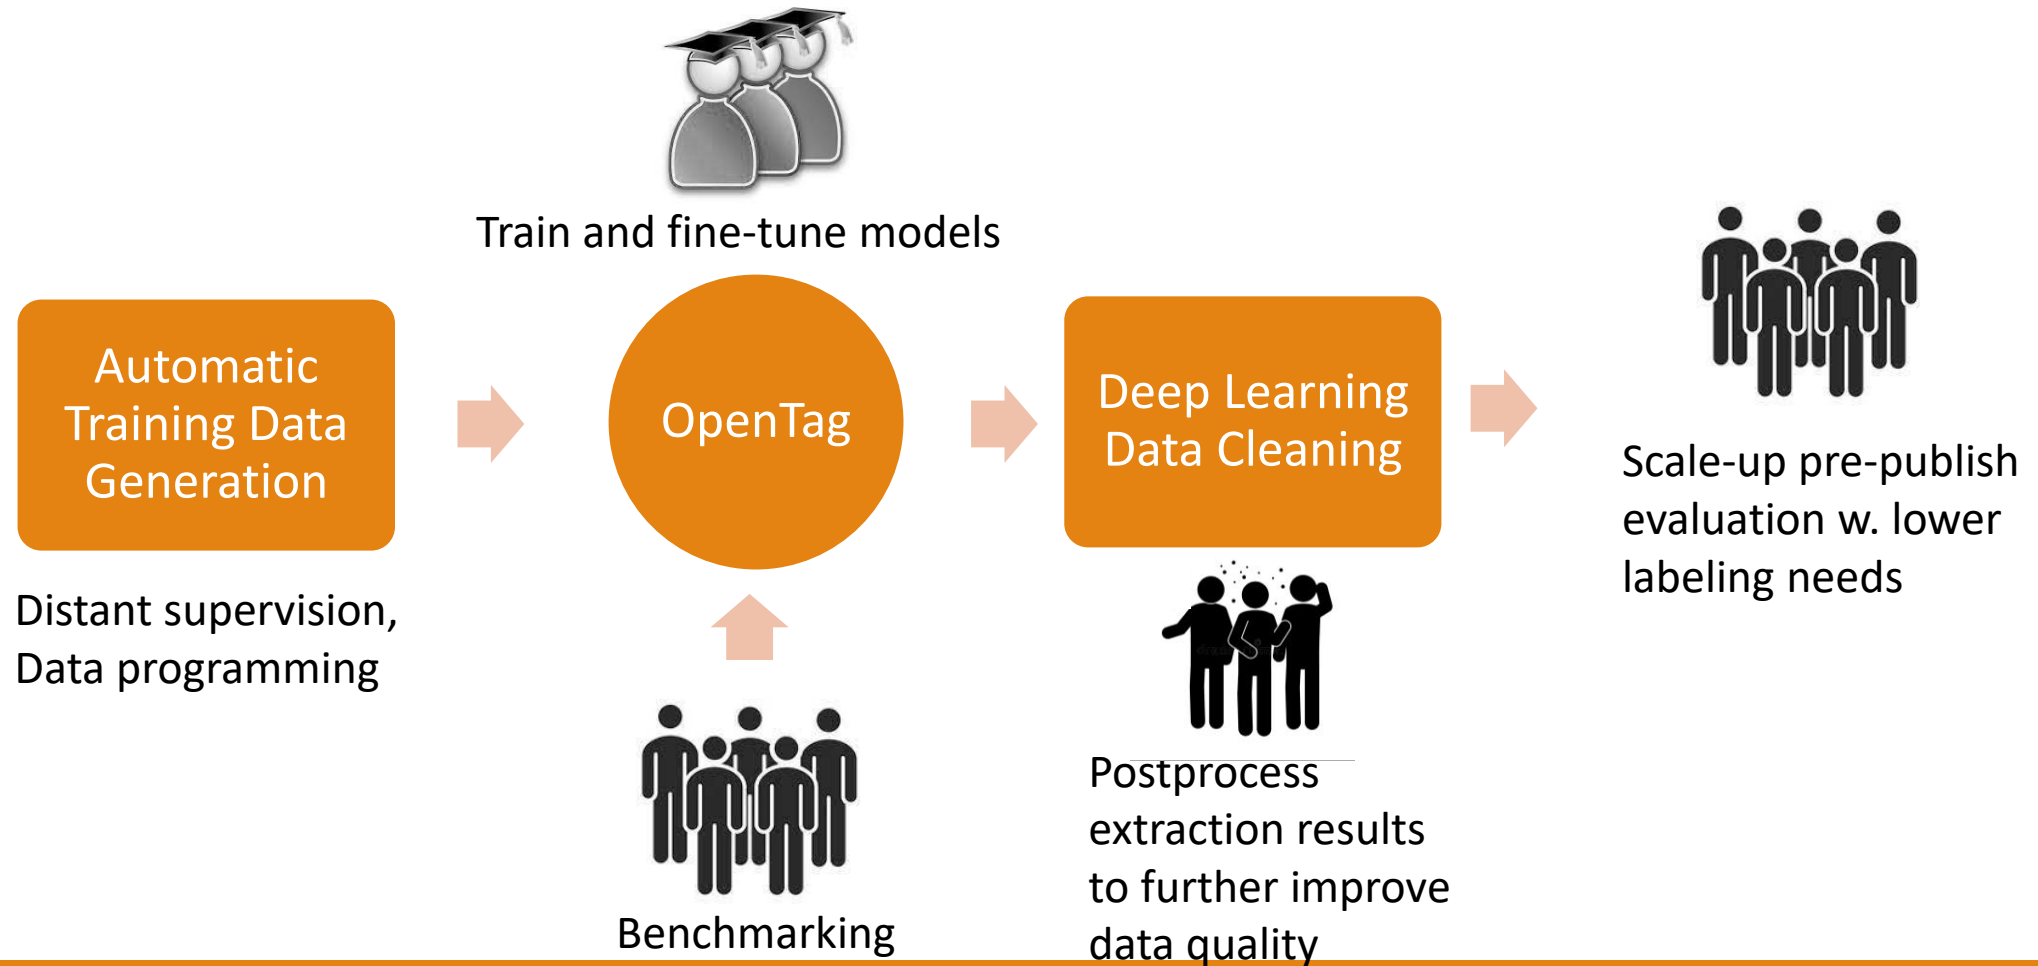 Train and fine-tune models
Automatic
Training Data
Generation
OpenTag
Deep Learning
Data Cleaning
Distant supervision,
Data programming
Scale-up pre-publish
evaluation w. lower
labeling needs
Benchmarking
Postprocess
extraction results
to further improve
data quality